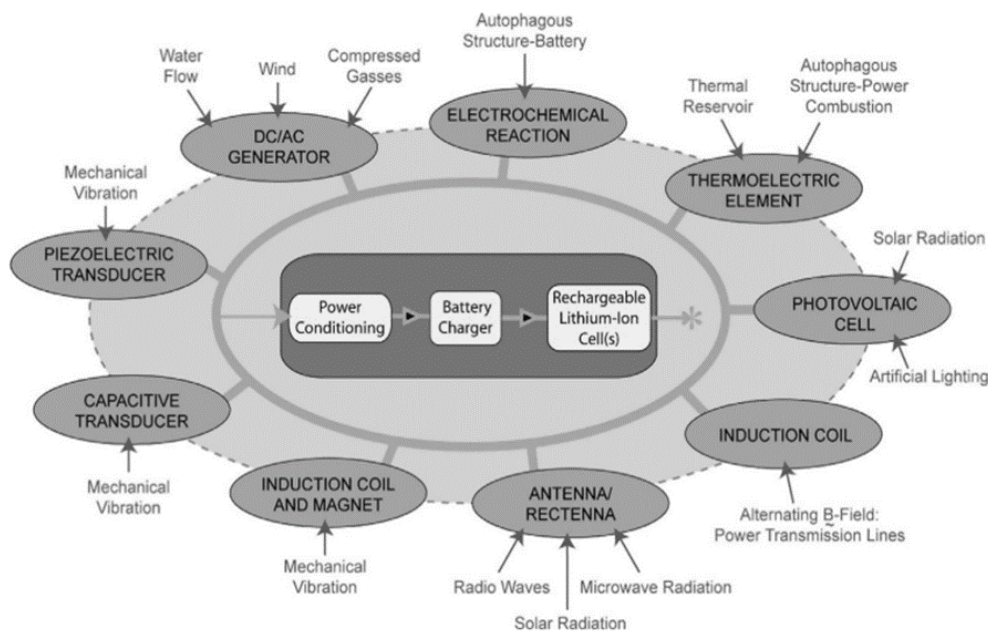 Autophagous
Structure-Battery
Water
Flow
Wind
Compressed
Gasses
Thermal
Reservoir
Autophagous
Structure-Power
Combustion
DC/AC
GENERATOR
ELECTROCHEMICAL
REACTION
THERMOELECTRIC
ELEMENT
Mechanical
Vibration
PIEZOELECTRIC
TRANSDUCER
Solar Radiation
PHOTOVOLTAIC
CELL
Artificial Lighting
Power
Conditioning
Battery
Charger
Rechargeable
Lithium-Ion
Cell(s)
*
CAPACITIVE
TRANSDUCER
Mechanical
Vibration
INDUCTION COIL
AND MAGNET
Mechanical
Vibration
ANTENNA/
RECTENNA
Radio Waves
Solar Radiation
Microwave Radiation
INDUCTION COIL
Alternating B̰-Field:
Power Transmission Lines